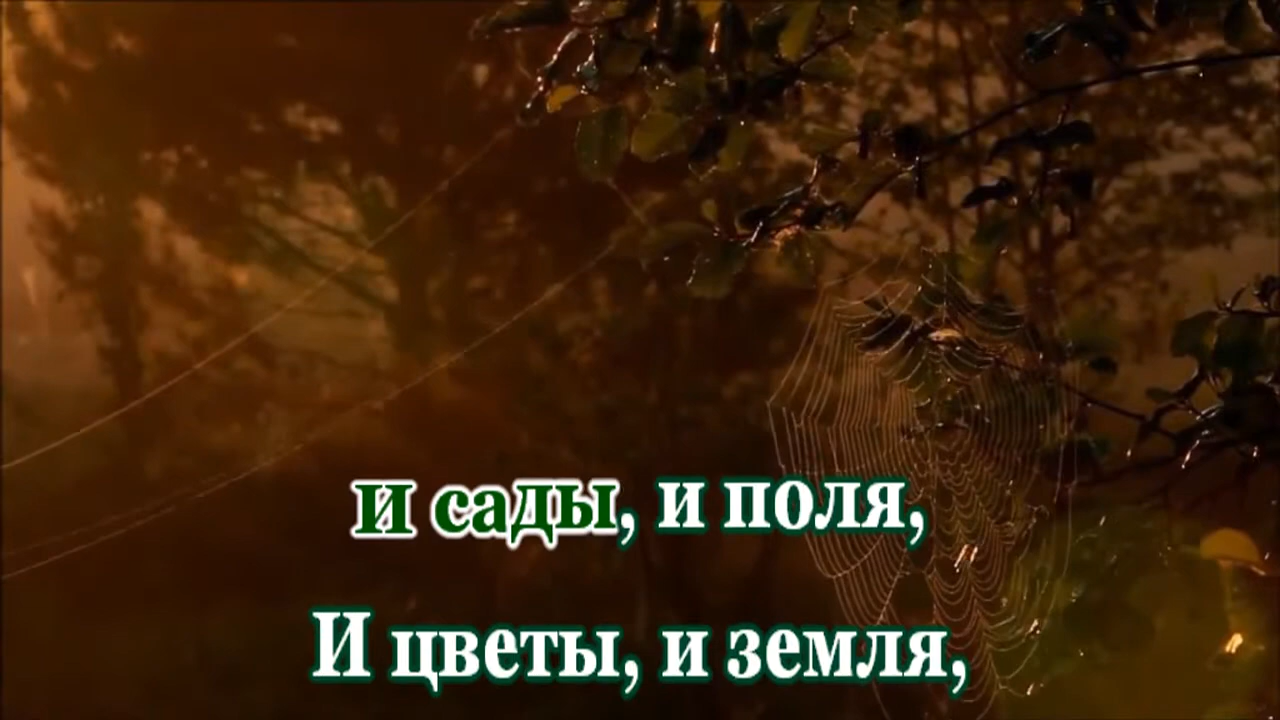 и сады, и поля,
И цветы, и земля,